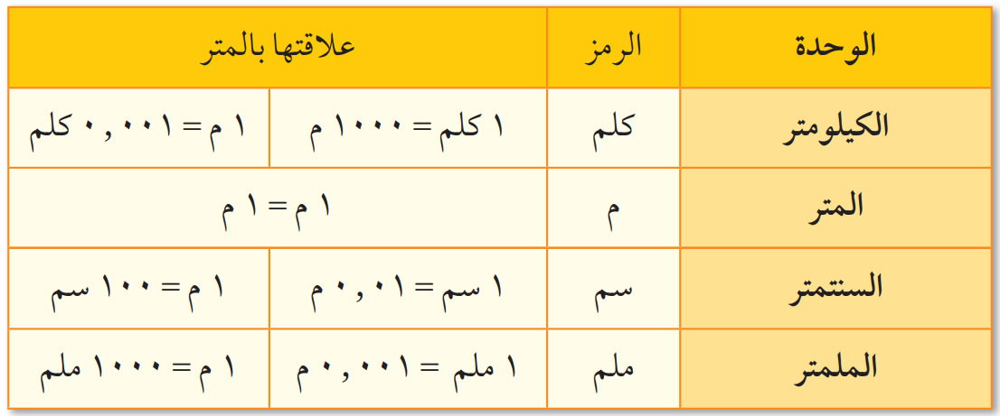 الوحدة الرمز علاقتها بالمتر
الكيلومتر كلم ١ كلم = ١٠٠٠ م ١ م = ٠,٠٠١ كلم
المتر م ١ م = ١ م
السنتمتر سم ١ سم = ٠,٠١ م ١ م = ١٠٠ سم
الملمتر ملم ١ ملم = ٠,٠٠١ م ١ م = ١٠٠٠ ملم